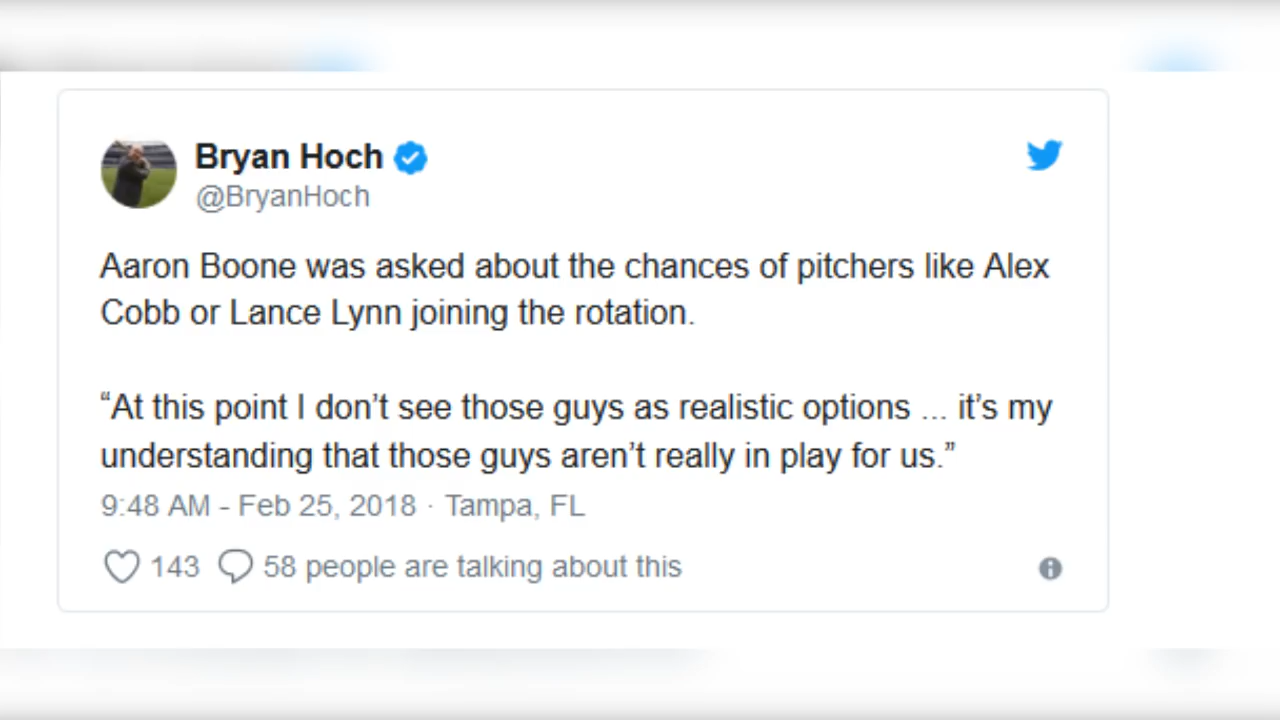 Bryan Hoch
@BryanHoch
Aaron Boone was asked about the chances of pitchers like Alex
Cobb or Lance Lynn joining the rotation.
“At this point I don’t see those guys as realistic options ... it’s my
understanding that those guys aren’t really in play for us.”
9:48 AM - Feb 25, 2018 · Tampa, FL
143 58 people are talking about this